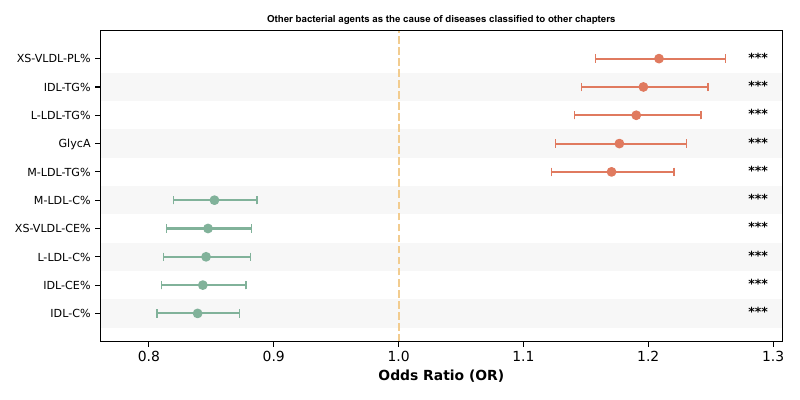 Other bacterial agents as the cause of diseases classified to other chapters
XS-VLDL-PL% ***
IDL-TG% ***
L-LDL-TG% ***
GlycA ***
M-LDL-TG% ***
M-LDL-C% ***
XS-VLDL-CE% ***
L-LDL-C% ***
IDL-CE% ***
IDL-C% ***
0.8 0.9 1.0 1.1 1.2 1.3
Odds Ratio (OR)